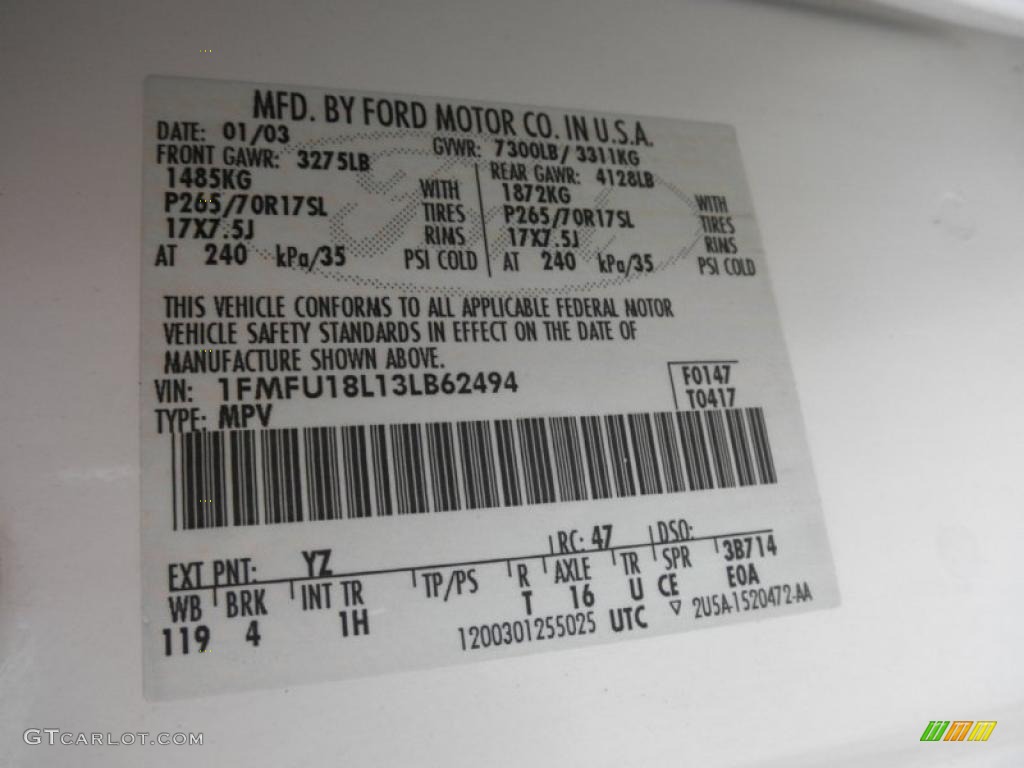 MFD. BY FORD MOTOR CO. IN U.S.A.
DATE: 01/03 GVWR: 7300LB/ 3311KG
FRONT GAWR: 3275LB REAR GAWR: 4128LB
1485KG WITH 1872KG WITH
P265/70R17SL TIRES P265/70R17SL TIRES
17X7.5J RIMS 17X7.5J RIMS
AT 240 kPa/35 PSI COLD AT 240 kPa/35 PSI COLD
THIS VEHICLE CONFORMS TO ALL APPLICABLE FEDERAL MOTOR
VEHICLE SAFETY STANDARDS IN EFFECT ON THE DATE OF
MANUFACTURE SHOWN ABOVE.
VIN: 1FMFU18L13LB62494 F0147
TYPE: MPV T0417
EXT PNT: YZ RC: 47 DSO:
WB BRK INT TR TP/PS R AXLE TR SPR 3B714
119 4 1H T 16 U CE E0A
1200301255025 UTC ▽ 2U5A-1520472-AA
GTCARLOT.COM